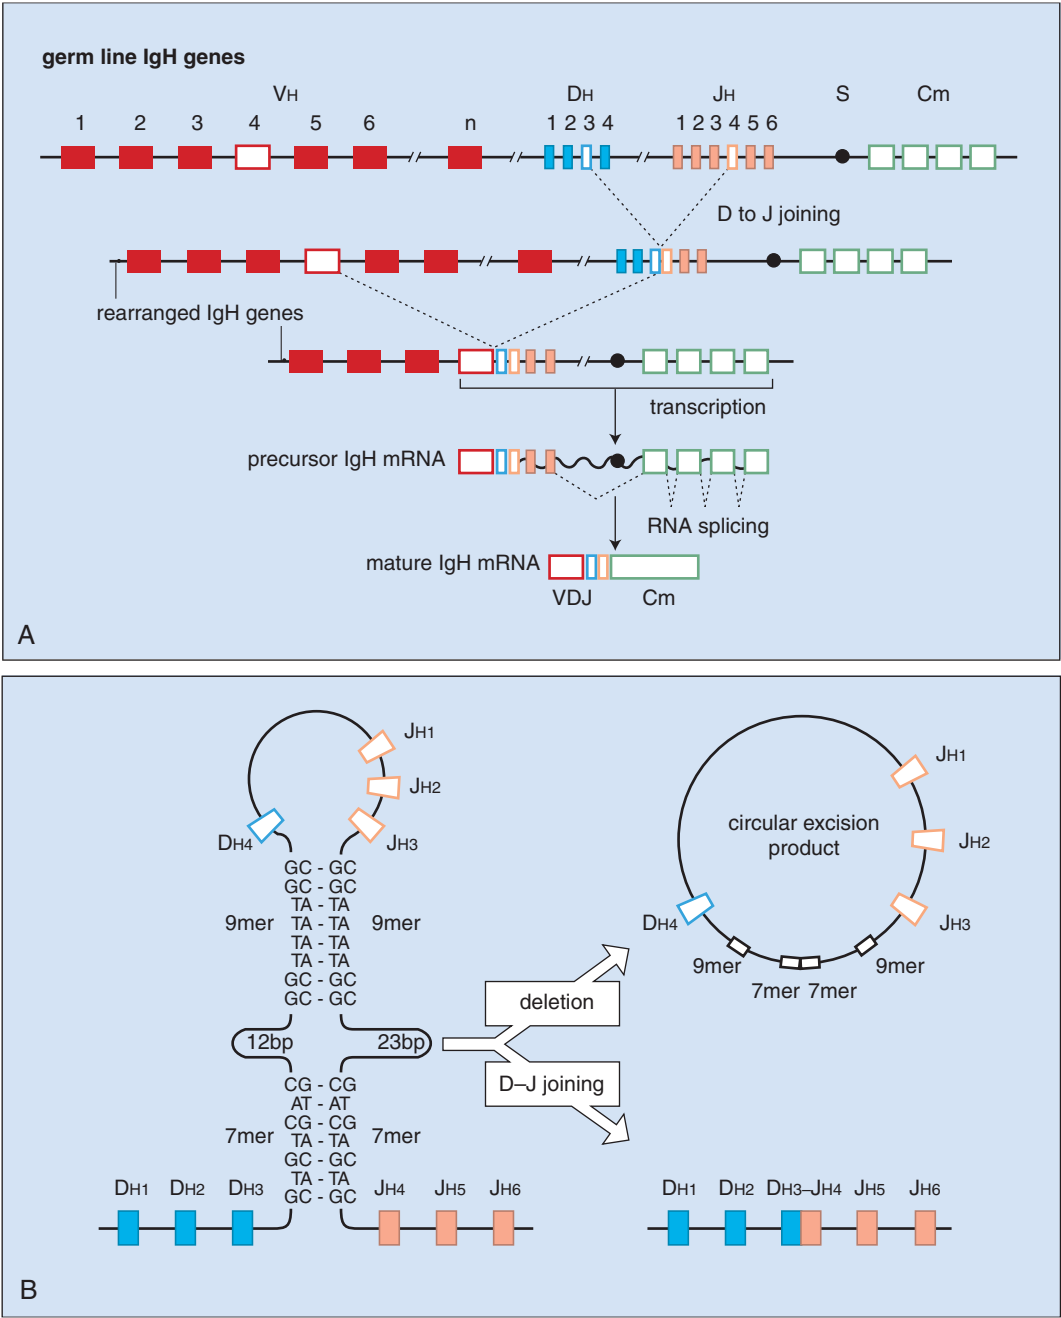 germ line IgH genes
VH DH JH S Cm
1 2 3 4 5 6 n 1 2 3 4 1 2 3 4 5 6
D to J joining
rearranged IgH genes
transcription
precursor IgH mRNA
RNA splicing
mature IgH mRNA
VDJ Cm
A
JH1
JH2
DH4 JH3
GC - GC
GC - GC
TA - TA
9mer TA - TA 9mer
TA - TA
TA - TA
GC - GC
GC - GC
12bp 23bp
CG - CG
AT - AT
CG - CG
7mer TA - TA 7mer
GC - GC
TA - TA
GC - GC
DH1 DH2 DH3 JH4 JH5 JH6
deletion
D–J joining
JH1
circular excision
product
JH2
DH4 JH3
9mer 9mer
7mer 7mer
DH1 DH2 DH3–JH4 JH5 JH6
B